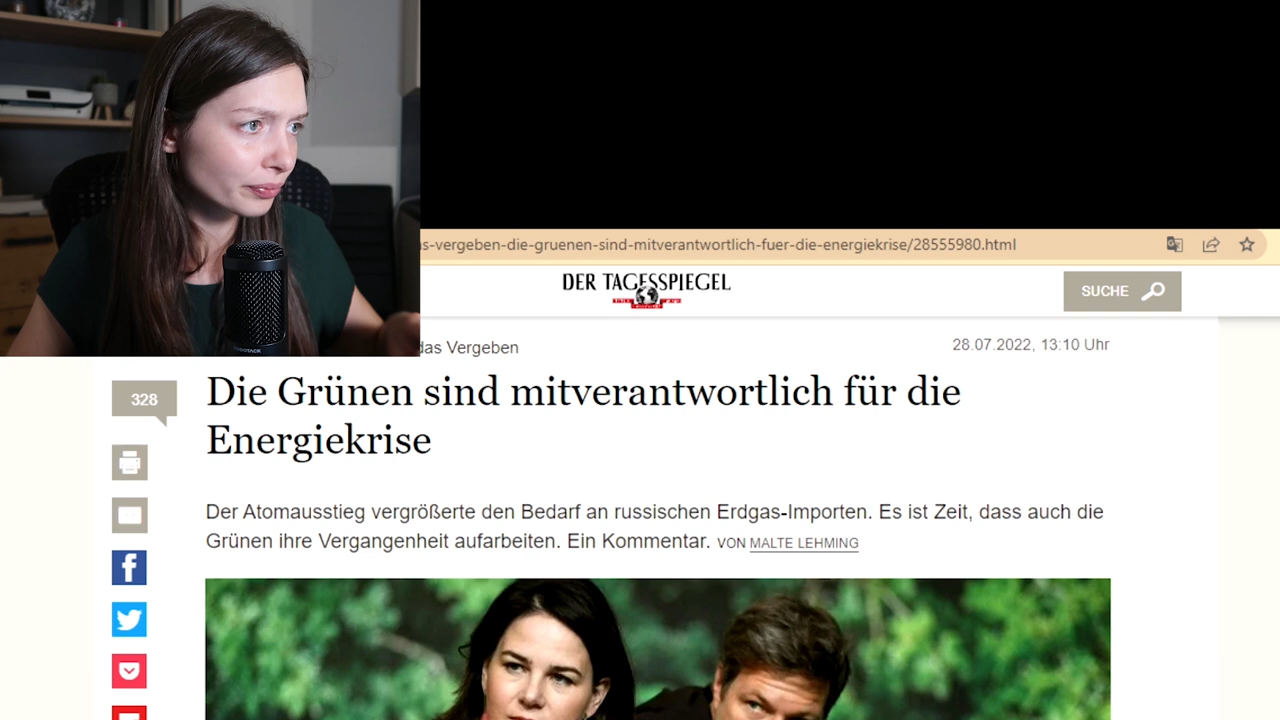 s-vergeben-die-gruenen-sind-mitverantwortlich-fuer-die-energiekrise/28555980.html
DER TAGESSPIEGEL
SUCHE
das Vergeben
28.07.2022, 13:10 Uhr
328
Die Grünen sind mitverantwortlich für die
Energiekrise
Der Atomausstieg vergrößerte den Bedarf an russischen Erdgas-Importen. Es ist Zeit, dass auch die
Grünen ihre Vergangenheit aufarbeiten. Ein Kommentar. VON MALTE LEHMING